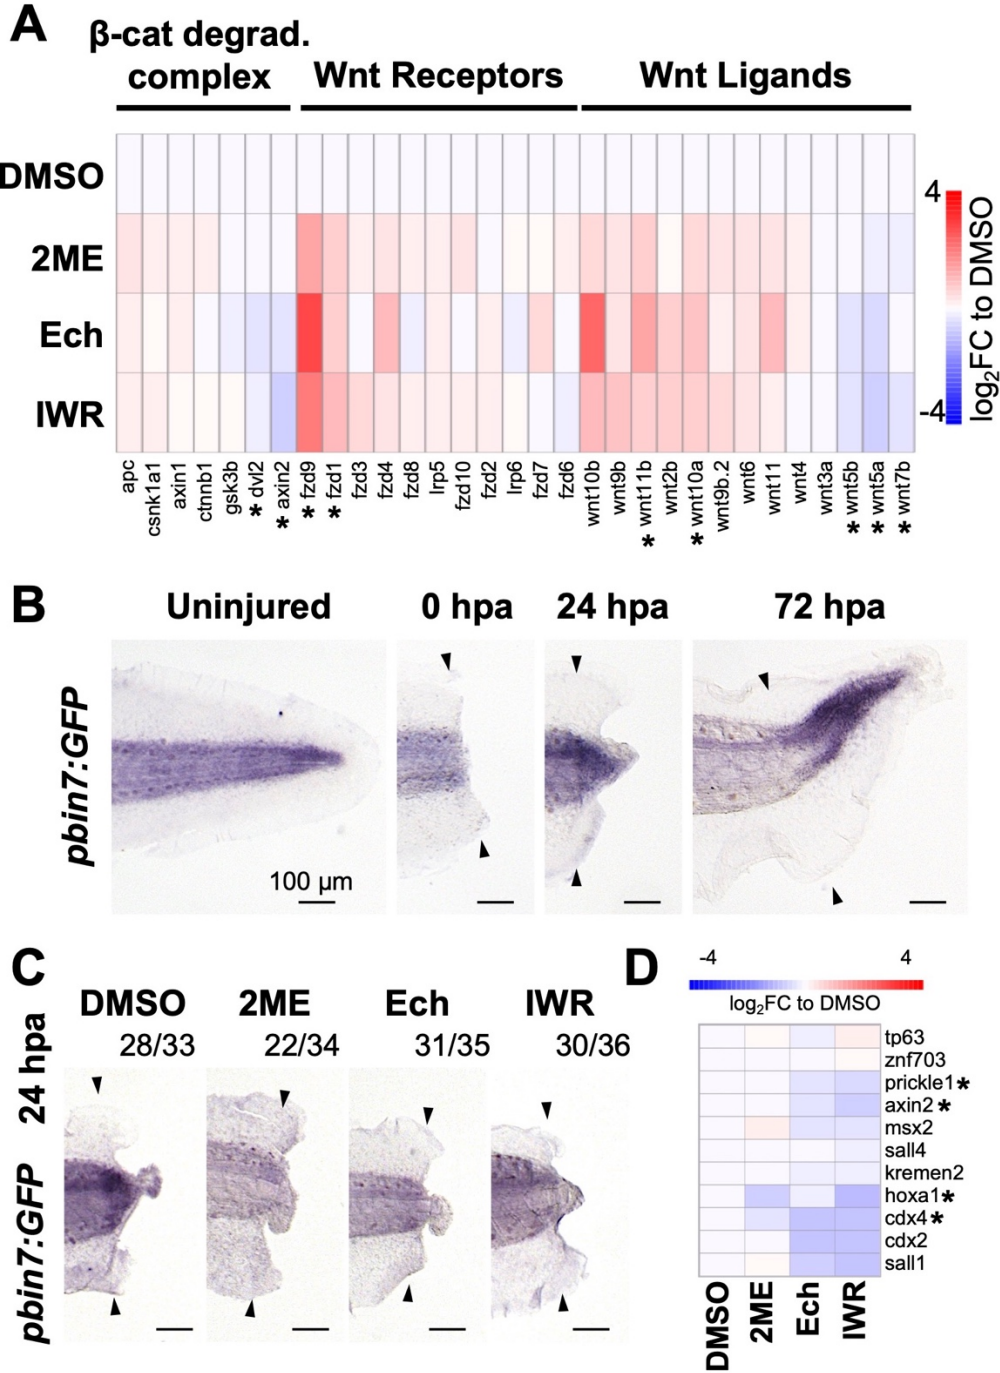 A
β-cat degrad.
complex
Wnt Receptors
Wnt Ligands
DMSO
2ME
Ech
IWR
4
-4
log2FC to DMSO
apc
csnk1a1
axin1
ctnnb1
gsk3b
* dvl2
* axin2
* fzd9
* fzd1
fzd3
fzd4
fzd8
lrp5
fzd10
fzd2
lrp6
fzd7
fzd6
wnt10b
wnt9b
* wnt11b
wnt2b
* wnt10a
wnt9b.2
wnt6
wnt11
wnt4
wnt3a
* wnt5b
* wnt5a
* wnt7b
B
Uninjured
0 hpa
24 hpa
72 hpa
pbin7:GFP
100 µm
C
24 hpa
pbin7:GFP
DMSO
2ME
Ech
IWR
28/33
22/34
31/35
30/36
D
-4
4
log2FC to DMSO
tp63
znf703
prickle1*
axin2*
msx2
sall4
kremen2
hoxa1*
cdx4*
cdx2
sall1
DMSO
2ME
Ech
IWR